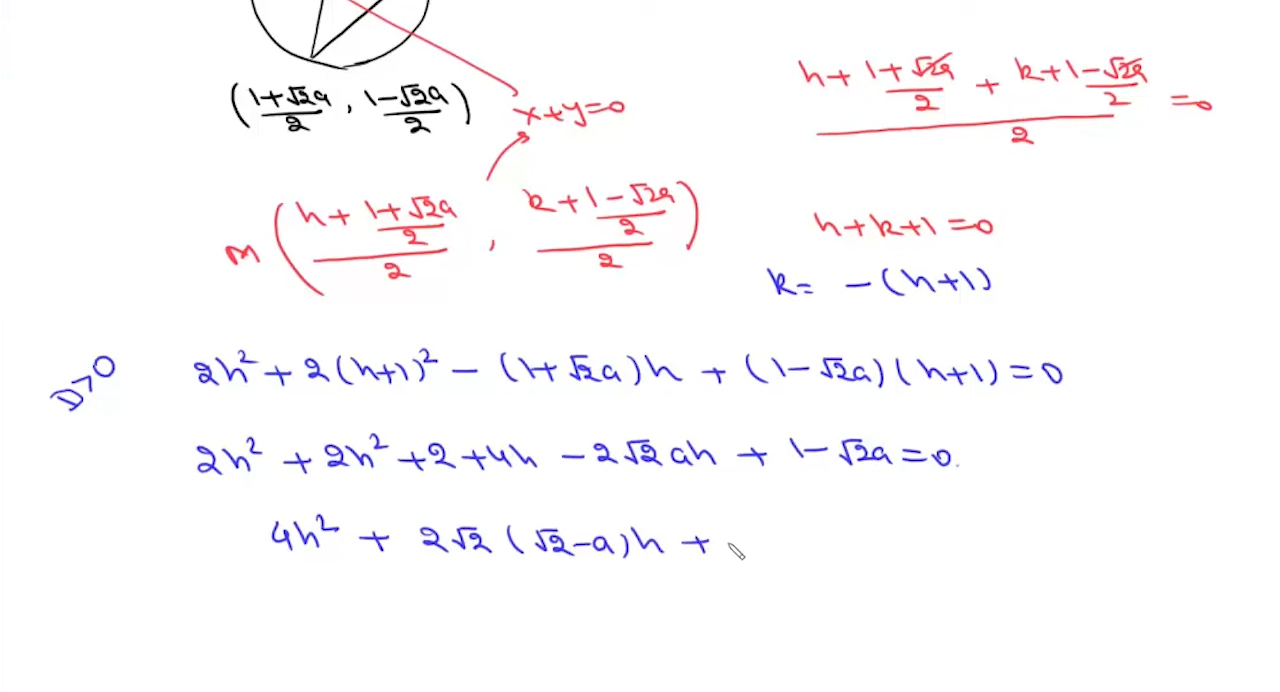 (1+√2a/2 , 1-√2a/2)
x+y=0
m(h + 1+√2a/2 / 2 , k+1-√2a/2 / 2)
h+ 1+√2a/2 + k+1-√2a/2 / 2 =0
h+k+1=0
k= -(h+1)
D>0
2h²+2(h+1)² - (1+√2a)h + (1-√2a)(h+1)=0
2h² + 2h² +2 +4h - 2√2ah + 1-√2a=0.
4h² + 2√2(√2-a)h +